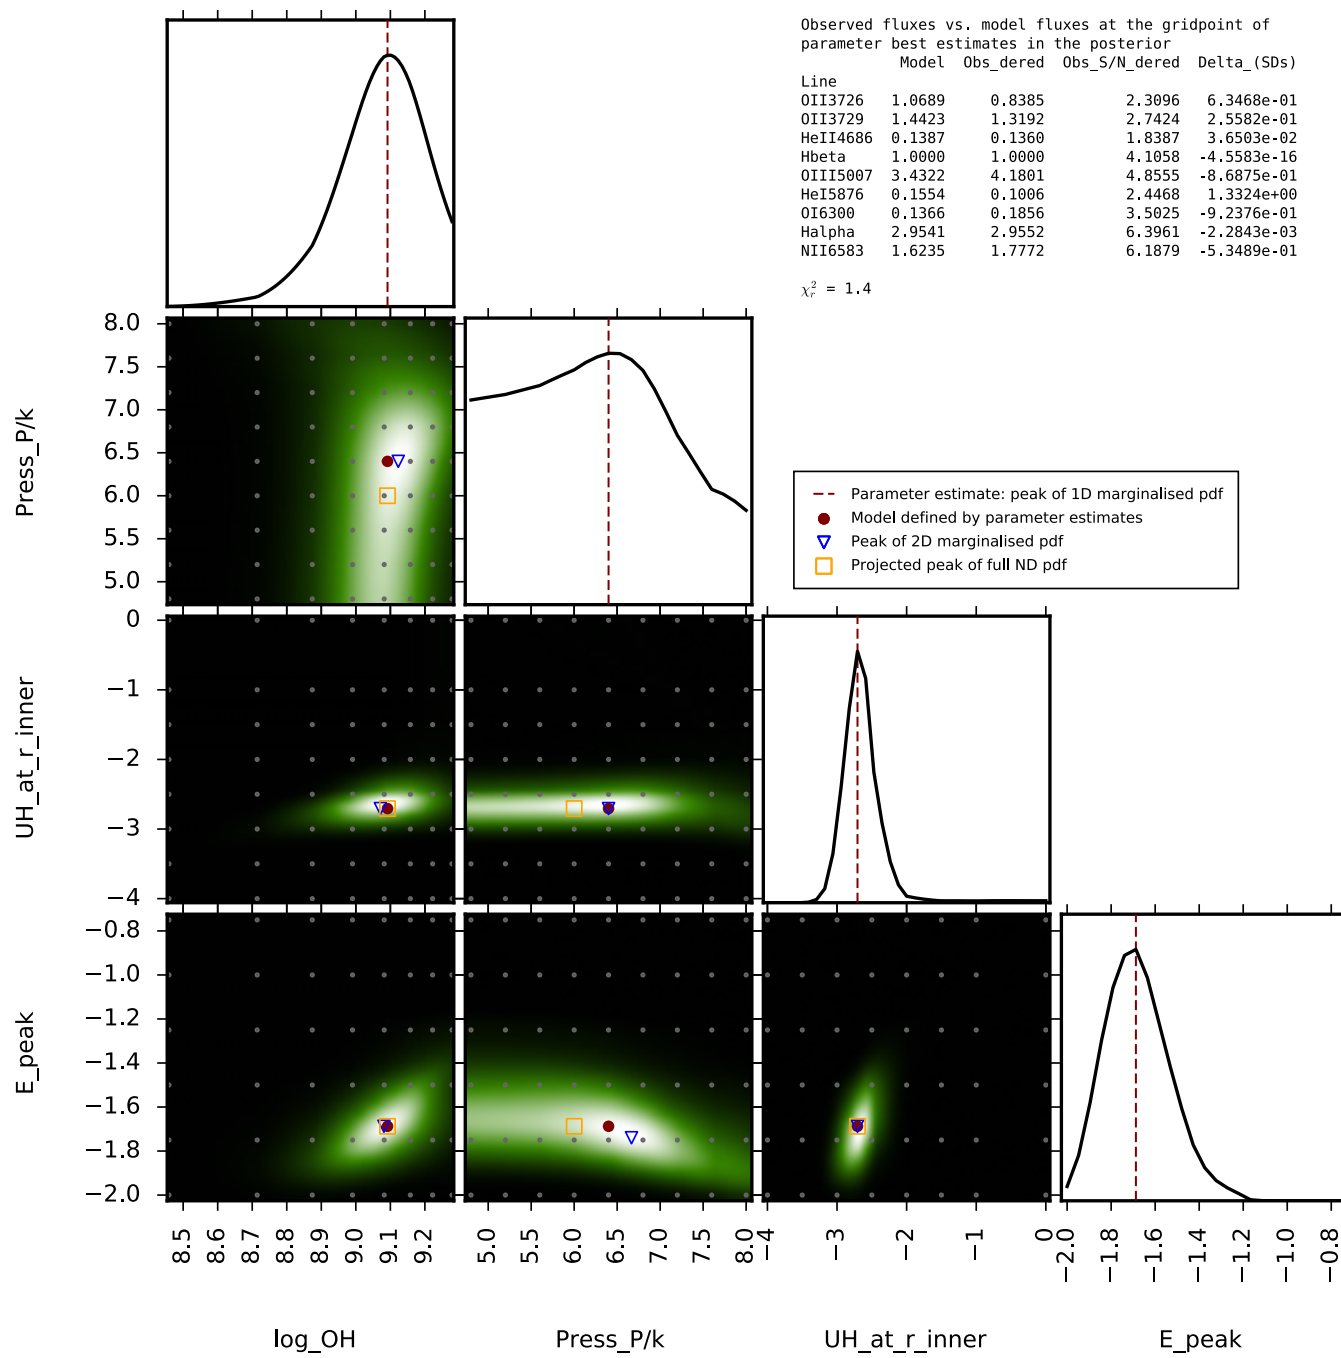 Observed fluxes vs. model fluxes at the gridpoint of
parameter best estimates in the posterior
Model Obs_dered Obs_S/N_dered Delta_(SDs)
Line
OII3726 1.0689 0.8385 2.3096 6.3468e-01
OII3729 1.4423 1.3192 2.7424 2.5582e-01
HeII4686 0.1387 0.1360 1.8387 3.6503e-02
Hbeta 1.0000 1.0000 4.1058 -4.5583e-16
OIII5007 3.4322 4.1801 4.8555 -8.6875e-01
HeI5876 0.1554 0.1006 2.4468 1.3324e+00
OI6300 0.1366 0.1856 3.5025 -9.2376e-01
Halpha 2.9541 2.9552 6.3961 -2.2843e-03
NII6583 1.6235 1.7772 6.1879 -5.3489e-01
χ²ᵣ = 1.4
Press_P/k
8.0
7.5
7.0
6.5
6.0
5.5
5.0
Parameter estimate: peak of 1D marginalised pdf
Model defined by parameter estimates
Peak of 2D marginalised pdf
Projected peak of full ND pdf
UH_at_r_inner
0
−1
−2
−3
−4
E_peak
−0.8
−1.0
−1.2
−1.4
−1.6
−1.8
−2.0
8.5 8.6 8.7 8.8 8.9 9.0 9.1 9.2
5.0 5.5 6.0 6.5 7.0 7.5 8.0
−4 −3 −2 −1 0
−2.0 −1.8 −1.6 −1.4 −1.2 −1.0 −0.8
log_OH Press_P/k UH_at_r_inner E_peak